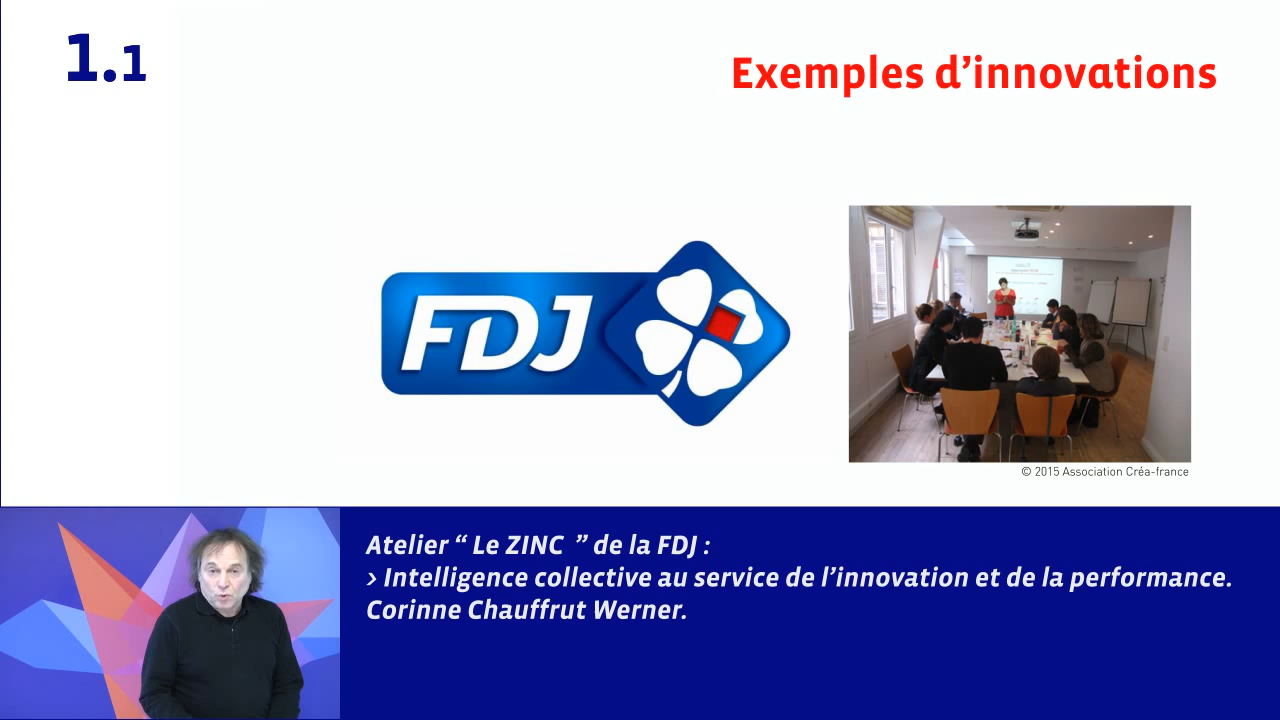 1.1
Exemples d’innovations
FDJ
© 2015 Association Créa-france
Atelier “ Le ZINC ” de la FDJ :
› Intelligence collective au service de l’innovation et de la performance.
Corinne Chauffrut Werner.